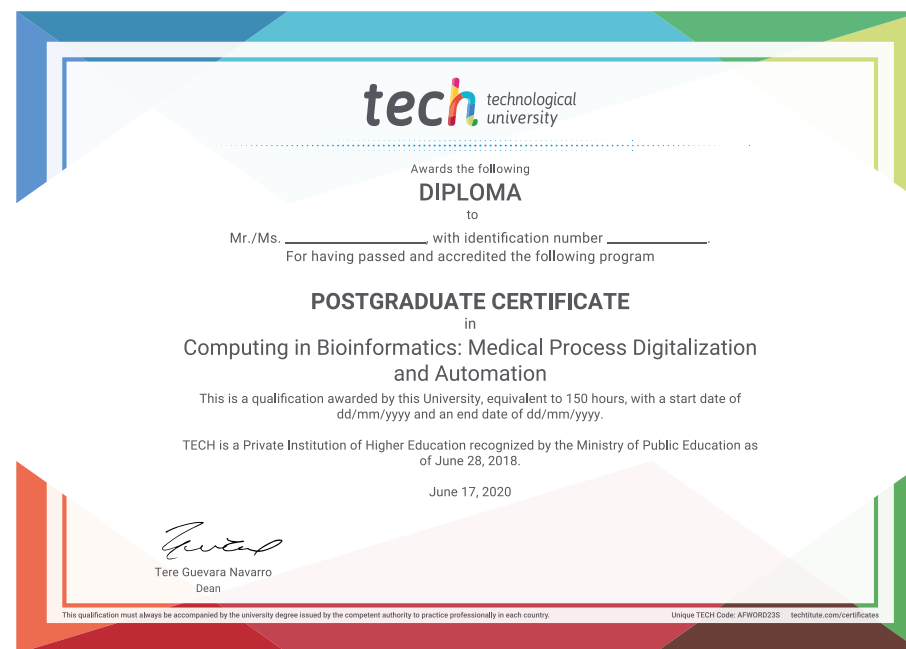 tech technological
university
Awards the following
DIPLOMA
to
Mr./Ms. ____________________, with identification number ______________.
For having passed and accredited the following program
POSTGRADUATE CERTIFICATE
in
Computing in Bioinformatics: Medical Process Digitalization
and Automation
This is a qualification awarded by this University, equivalent to 150 hours, with a start date of
dd/mm/yyyy and an end date of dd/mm/yyyy.
TECH is a Private Institution of Higher Education recognized by the Ministry of Public Education as
of June 28, 2018.
June 17, 2020
Tere Guevara Navarro
Dean
This qualification must always be accompanied by the university degree issued by the competent authority to practice professionally in each country. Unique TECH Code: AFWORD23S techtitute.com/certificates